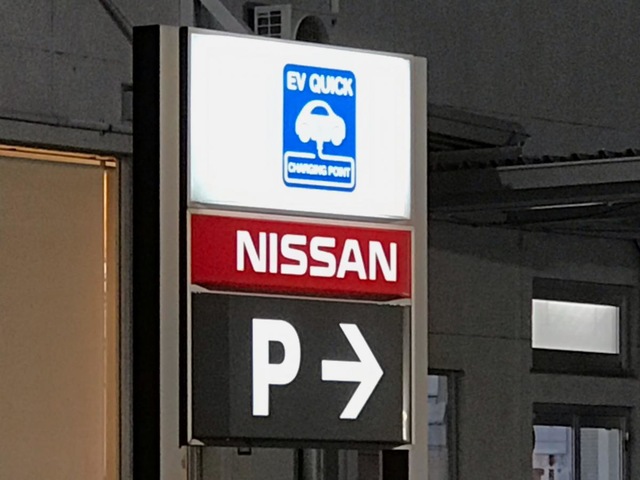 EV QUICK
CHARGING POINT
NISSAN
P→